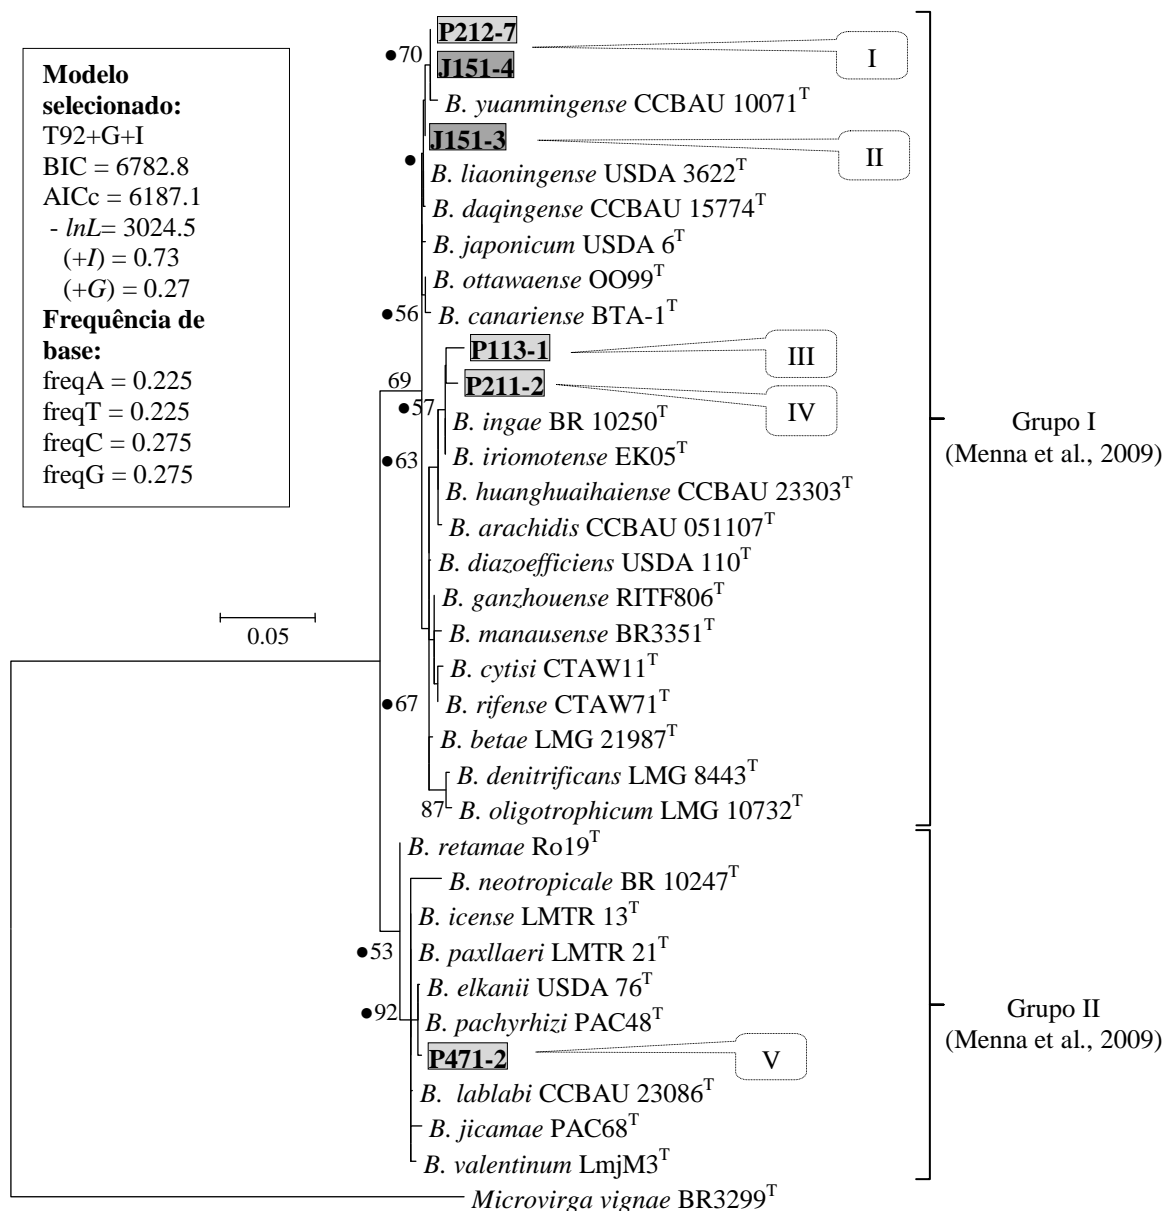 Modelo
selecionado:
T92+G+I
BIC = 6782.8
AICc = 6187.1
- lnL= 3024.5
(+I) = 0.73
(+G) = 0.27
Frequência de
base:
freqA = 0.225
freqT = 0.225
freqC = 0.275
freqG = 0.275
0.05
P212-7
I
●70
J151-4
B. yuanmingense CCBAU 10071T
J151-3
II
●
B. liaoningense USDA 3622T
B. daqingense CCBAU 15774T
B. japonicum USDA 6T
B. ottawaense OO99T
●56
B. canariense BTA-1T
P113-1
III
69
P211-2
IV
●57
B. ingae BR 10250T
●63
B. iriomotense EK05T
B. huanghuaihaiense CCBAU 23303T
B. arachidis CCBAU 051107T
B. diazoefficiens USDA 110T
B. ganzhouense RITF806T
B. manausense BR3351T
B. cytisi CTAW11T
●67
B. rifense CTAW71T
B. betae LMG 21987T
B. denitrificans LMG 8443T
87
B. oligotrophicum LMG 10732T
Grupo I
(Menna et al., 2009)
B. retamae Ro19T
B. neotropicale BR 10247T
B. icense LMTR 13T
●53
B. paxllaeri LMTR 21T
B. elkanii USDA 76T
●92
B. pachyrhizi PAC48T
P471-2
V
B. lablabi CCBAU 23086T
B. jicamae PAC68T
B. valentinum LmjM3T
Grupo II
(Menna et al., 2009)
Microvirga vignae BR3299T